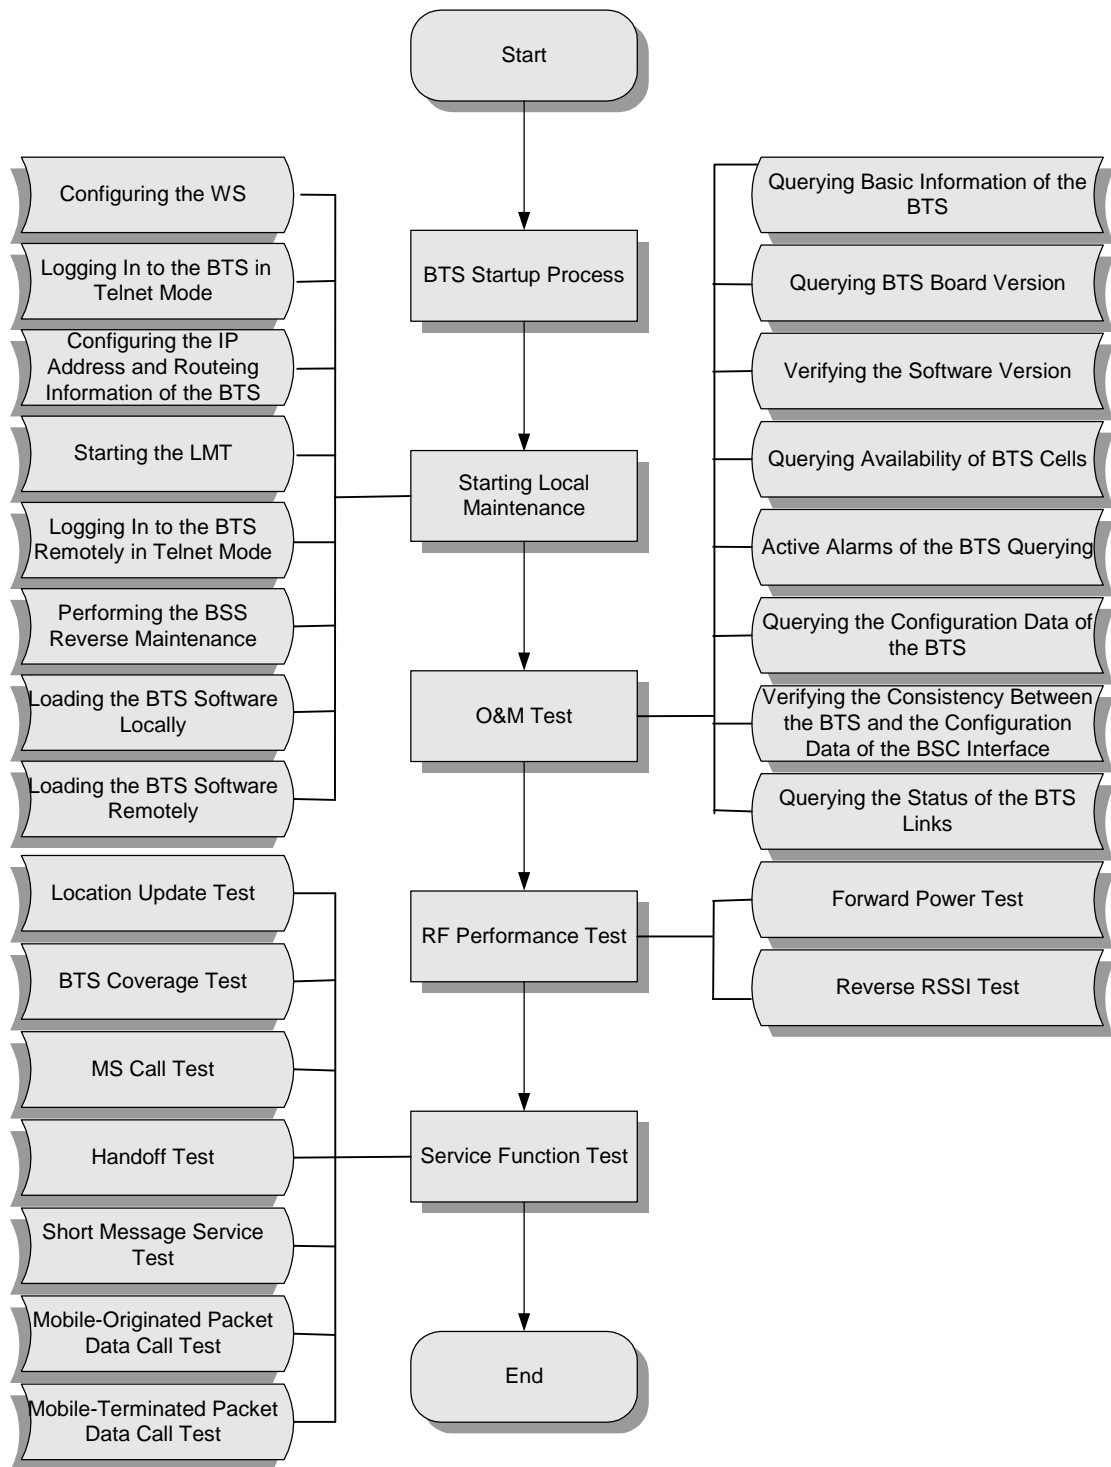 Start
BTS Startup Process
Starting Local
Maintenance
O&M Test
RF Performance Test
Service Function Test
End
Configuring the WS
Logging In to the BTS in
Telnet Mode
Configuring the IP
Address and Routeing
Information of the BTS
Starting the LMT
Logging In to the BTS
Remotely in Telnet Mode
Performing the BSS
Reverse Maintenance
Loading the BTS Software
Locally
Loading the BTS Software
Remotely
Location Update Test
BTS Coverage Test
MS Call Test
Handoff Test
Short Message Service
Test
Mobile-Originated Packet
Data Call Test
Mobile-Terminated Packet
Data Call Test
Querying Basic Information of the
BTS
Querying BTS Board Version
Verifying the Software Version
Querying Availability of BTS Cells
Active Alarms of the BTS Querying
Querying the Configuration Data of
the BTS
Verifying the Consistency Between
the BTS and the Configuration
Data of the BSC Interface
Querying the Status of the BTS
Links
Forward Power Test
Reverse RSSI Test